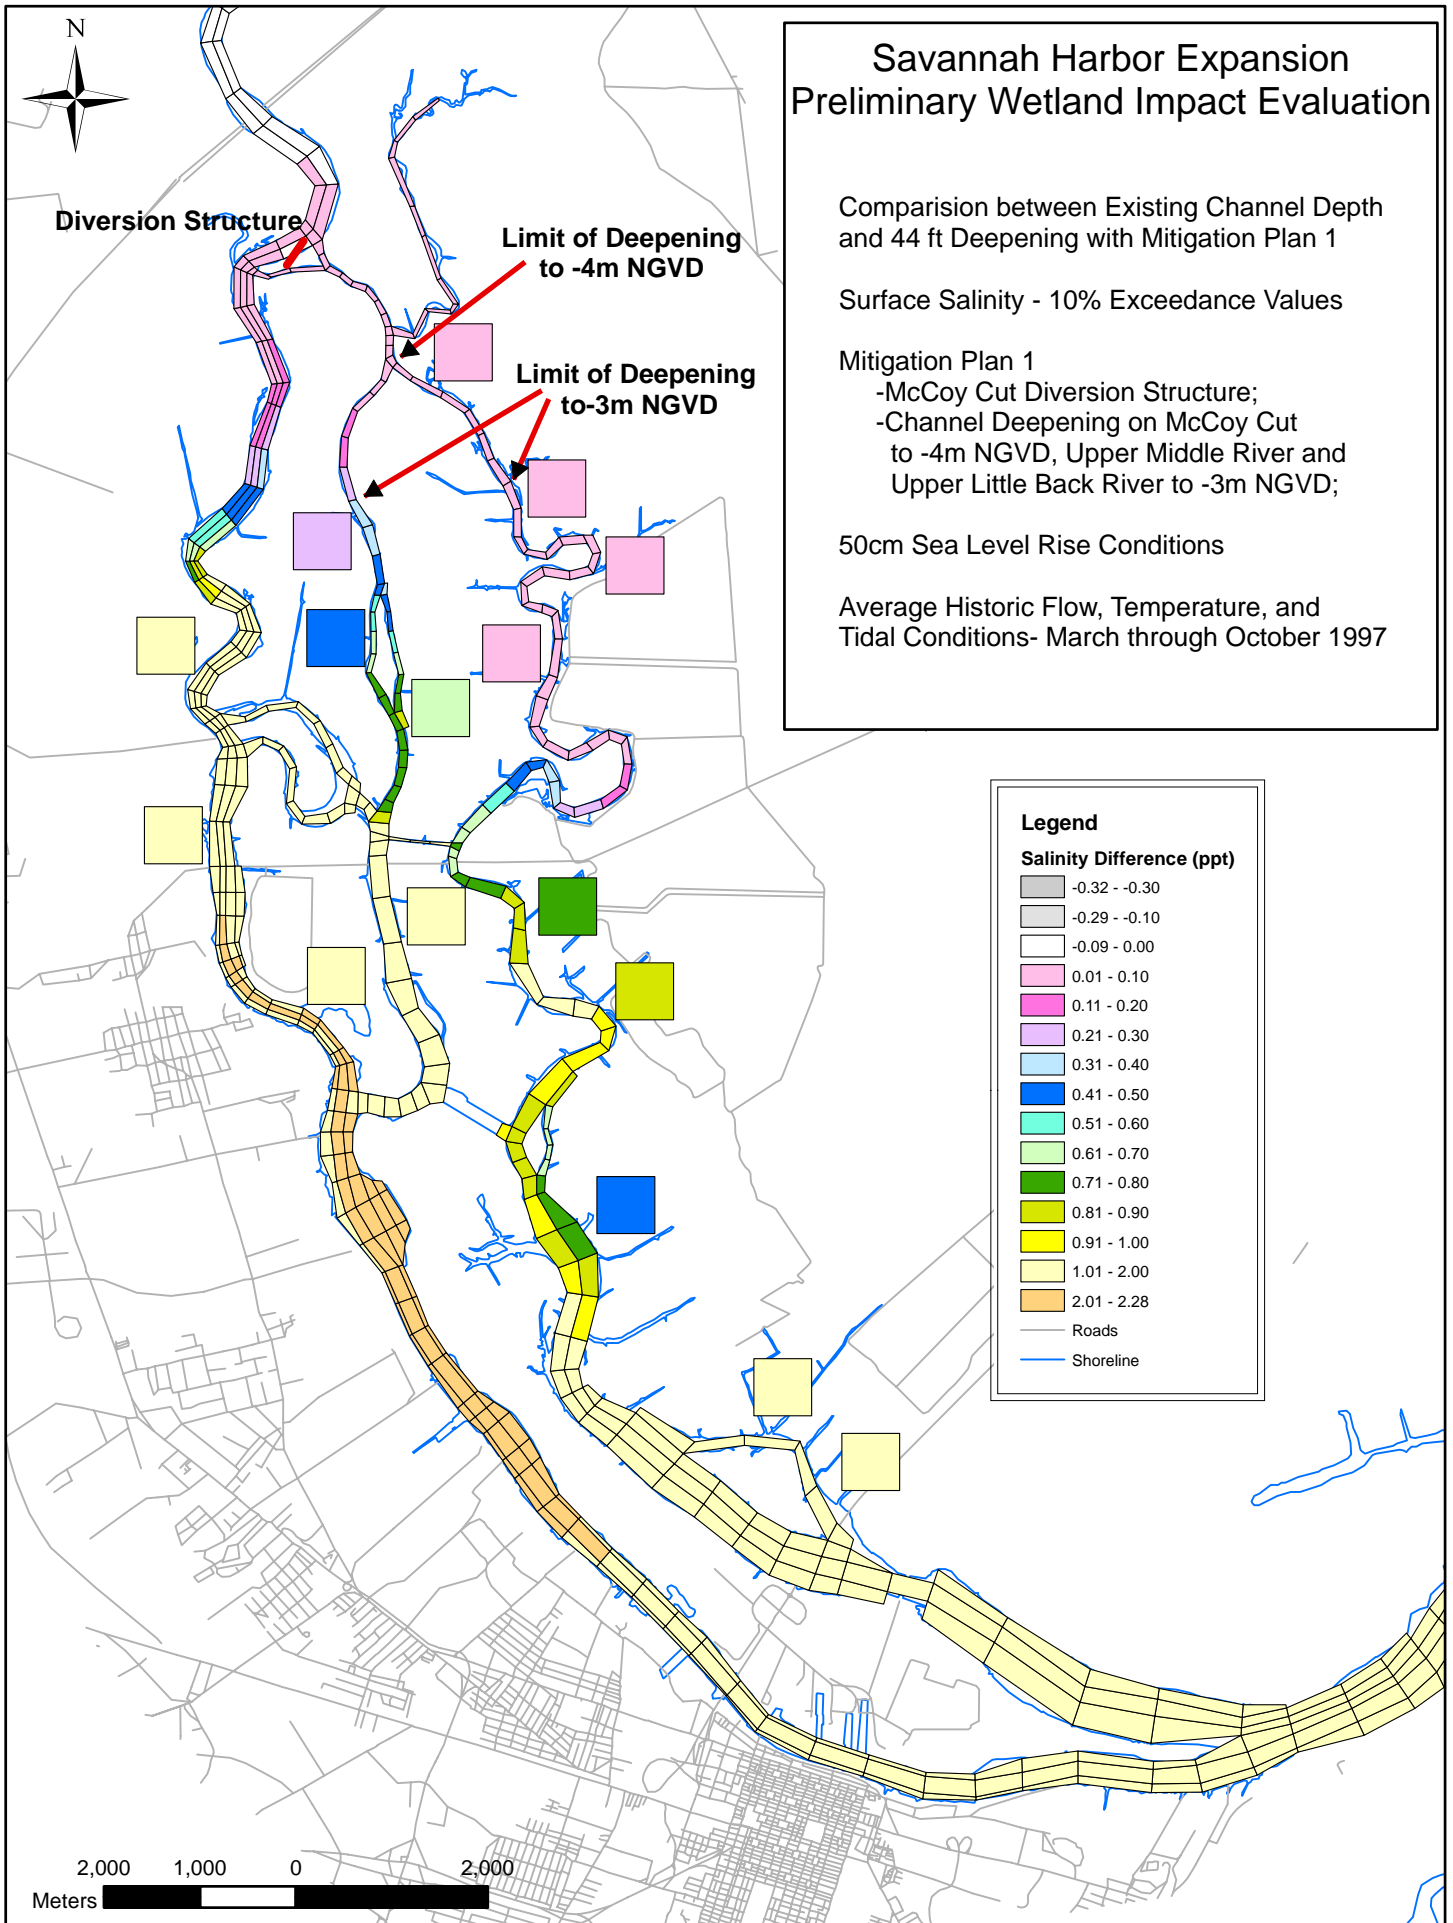 N
Savannah Harbor Expansion
Preliminary Wetland Impact Evaluation
Comparision between Existing Channel Depth
and 44 ft Deepening with Mitigation Plan 1
Surface Salinity - 10% Exceedance Values
Mitigation Plan 1
-McCoy Cut Diversion Structure;
-Channel Deepening on McCoy Cut
to -4m NGVD, Upper Middle River and
Upper Little Back River to -3m NGVD;
50cm Sea Level Rise Conditions
Average Historic Flow, Temperature, and
Tidal Conditions- March through October 1997
Diversion Structure
Limit of Deepening
to -4m NGVD
Limit of Deepening
to-3m NGVD
Legend
Salinity Difference (ppt)
-0.32 - -0.30
-0.29 - -0.10
-0.09 - 0.00
0.01 - 0.10
0.11 - 0.20
0.21 - 0.30
0.31 - 0.40
0.41 - 0.50
0.51 - 0.60
0.61 - 0.70
0.71 - 0.80
0.81 - 0.90
0.91 - 1.00
1.01 - 2.00
2.01 - 2.28
Roads
Shoreline
2,000 1,000 0 2,000
Meters